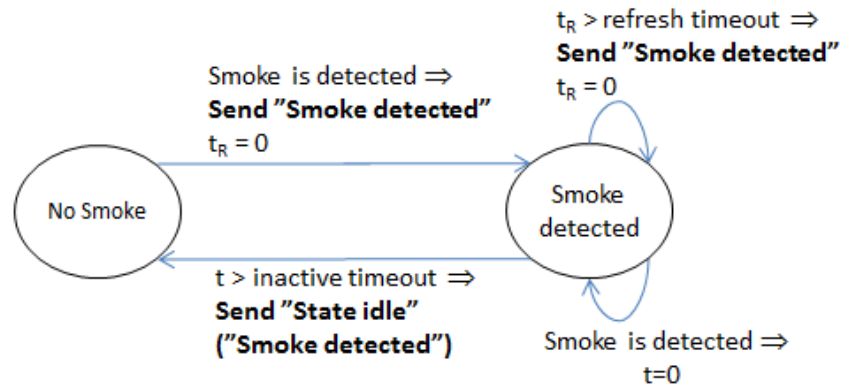 t_R > refresh timeout ⇒
Send ”Smoke detected”
t_R = 0
Smoke is detected ⇒
Send ”Smoke detected”
t_R = 0
No Smoke
Smoke
detected
t > inactive timeout ⇒
Send ”State idle”
(”Smoke detected”)
Smoke is detected ⇒
t=0